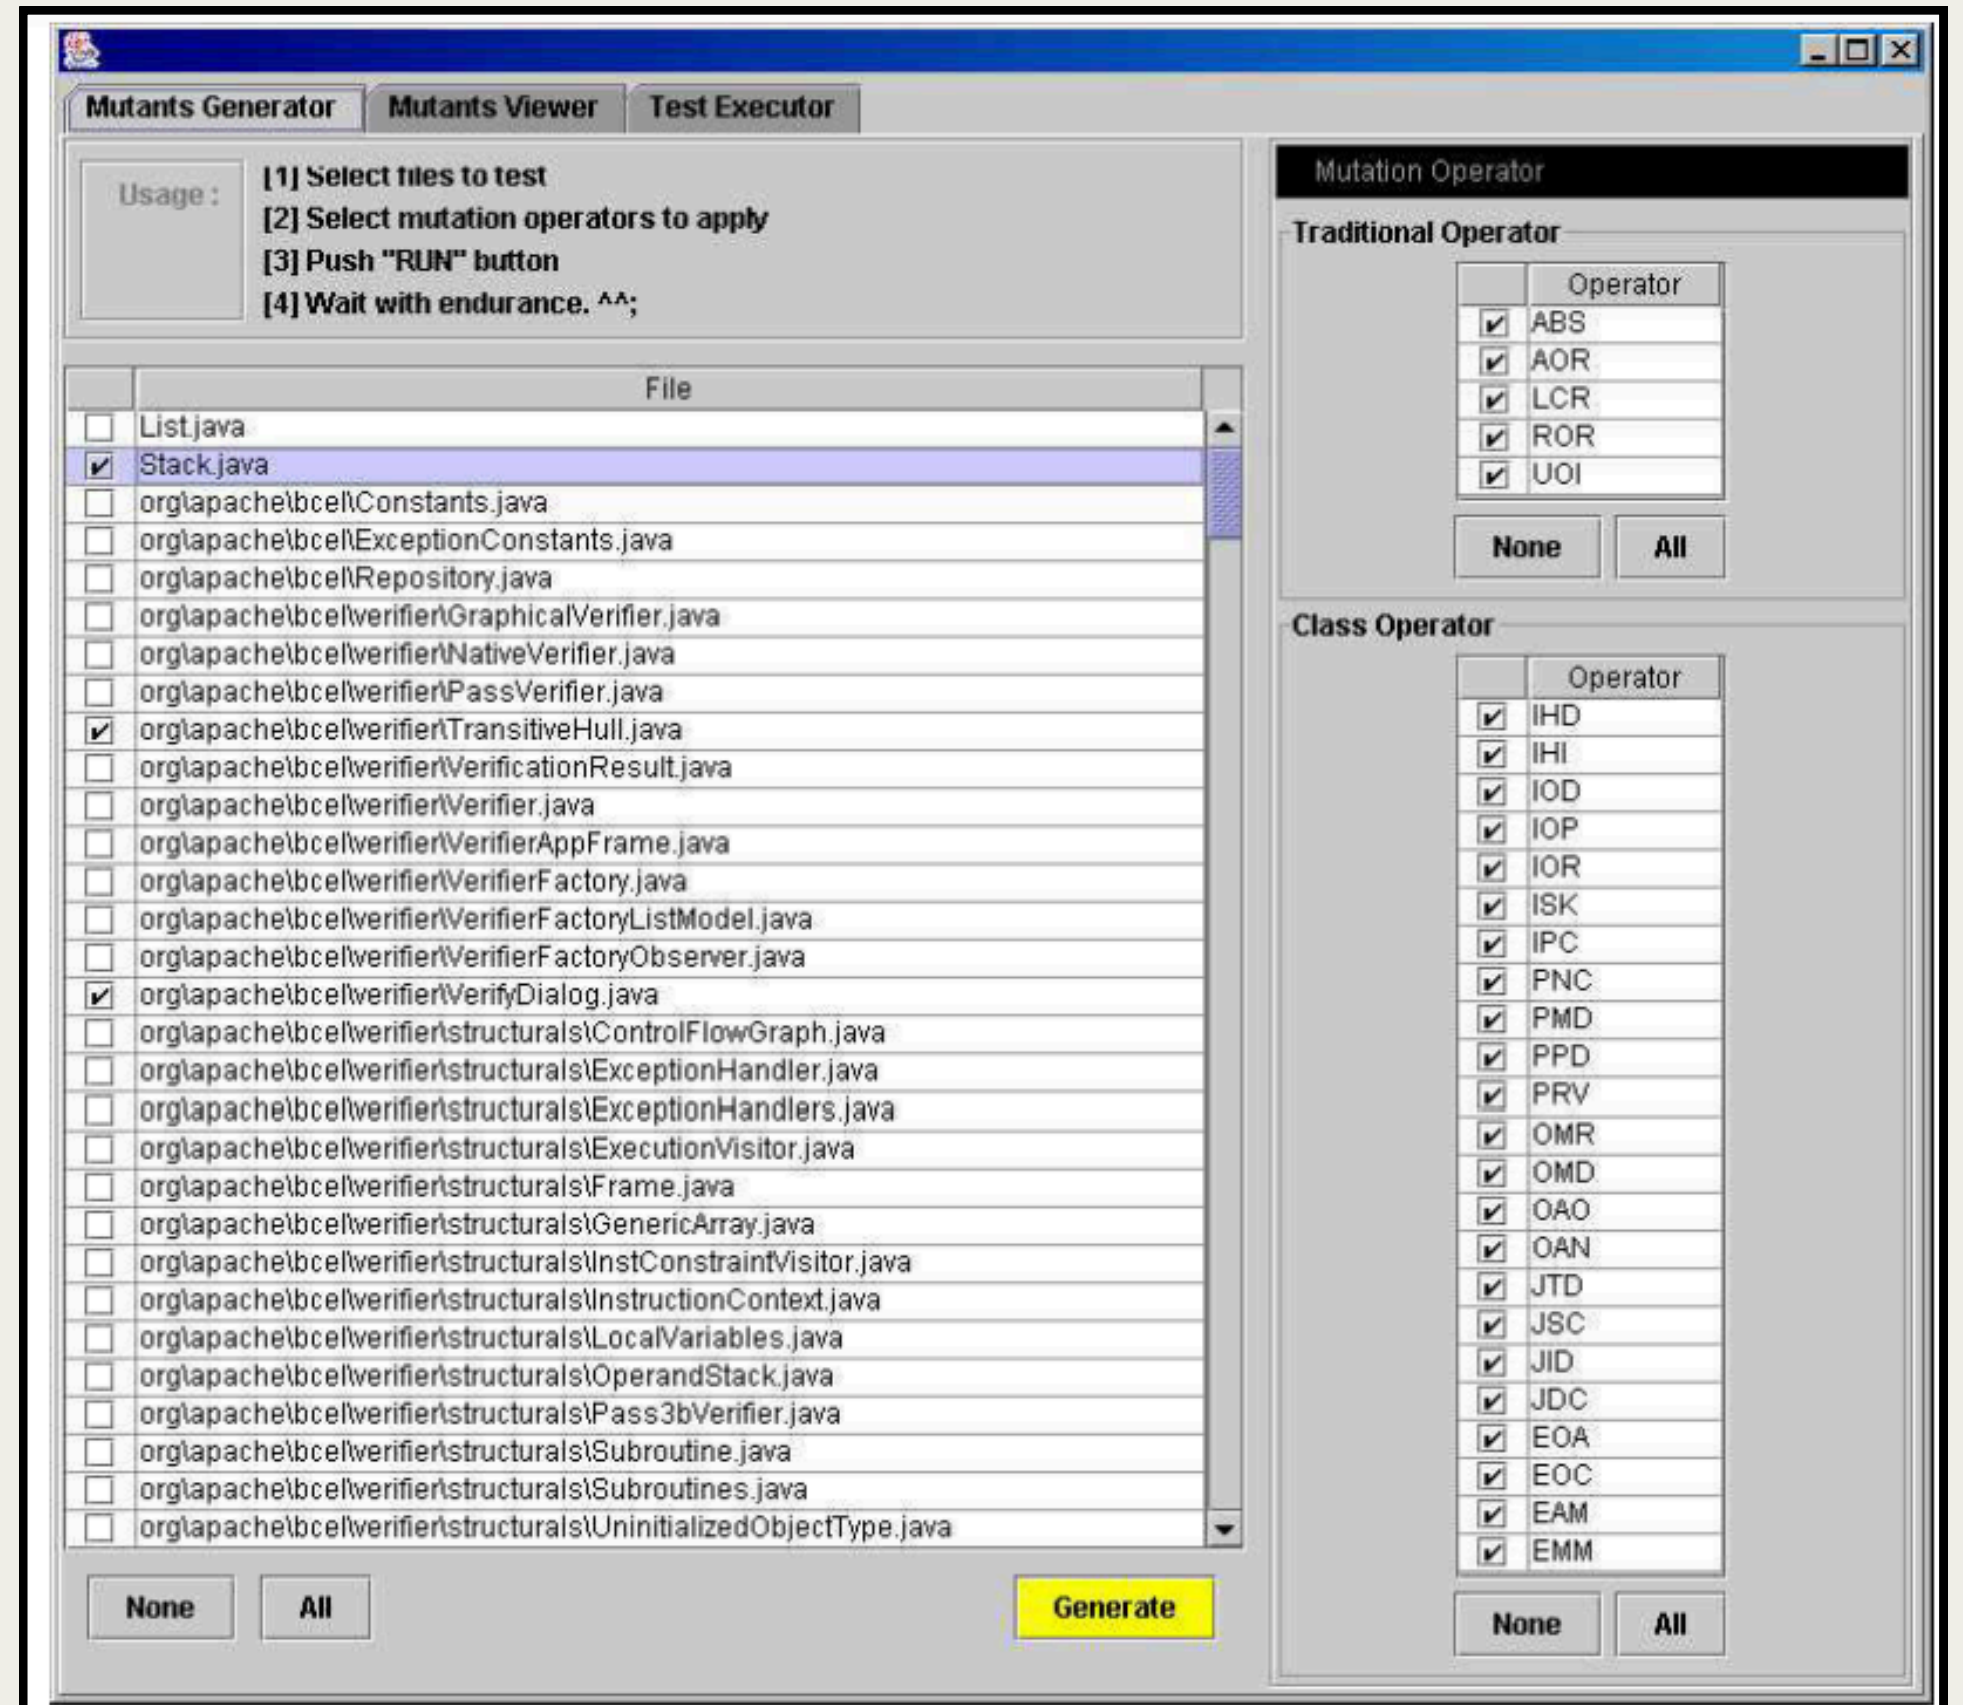 Mutants Generator Mutants Viewer Test Executor
Usage :
[1] Select files to test
[2] Select mutation operators to apply
[3] Push "RUN" button
[4] Wait with endurance. ^^;
File
List.java
Stack.java
org\apache\bcel\Constants.java
org\apache\bcel\ExceptionConstants.java
org\apache\bcel\Repository.java
org\apache\bcel\verifier\GraphicalVerifier.java
org\apache\bcel\verifier\NativeVerifier.java
org\apache\bcel\verifier\PassVerifier.java
org\apache\bcel\verifier\TransitiveHull.java
org\apache\bcel\verifier\VerificationResult.java
org\apache\bcel\verifier\Verifier.java
org\apache\bcel\verifier\VerifierAppFrame.java
org\apache\bcel\verifier\VerifierFactory.java
org\apache\bcel\verifier\VerifierFactoryListModel.java
org\apache\bcel\verifier\VerifierFactoryObserver.java
org\apache\bcel\verifier\VerifyDialog.java
org\apache\bcel\verifier\structurals\ControlFlowGraph.java
org\apache\bcel\verifier\structurals\ExceptionHandler.java
org\apache\bcel\verifier\structurals\ExceptionHandlers.java
org\apache\bcel\verifier\structurals\ExecutionVisitor.java
org\apache\bcel\verifier\structurals\Frame.java
org\apache\bcel\verifier\structurals\GenericArray.java
org\apache\bcel\verifier\structurals\InstConstraintVisitor.java
org\apache\bcel\verifier\structurals\InstructionContext.java
org\apache\bcel\verifier\structurals\LocalVariables.java
org\apache\bcel\verifier\structurals\OperandStack.java
org\apache\bcel\verifier\structurals\Pass3bVerifier.java
org\apache\bcel\verifier\structurals\Subroutine.java
org\apache\bcel\verifier\structurals\Subroutines.java
org\apache\bcel\verifier\structurals\UninitializedObjectType.java
None All Generate
Mutation Operator
Traditional Operator
Operator
ABS
AOR
LCR
ROR
UOI
None All
Class Operator
Operator
IHD
IHI
IOD
IOP
IOR
ISK
IPC
PNC
PMD
PPD
PRV
OMR
OMD
OAO
OAN
JTD
JSC
JID
JDC
EOA
EOC
EAM
EMM
None All